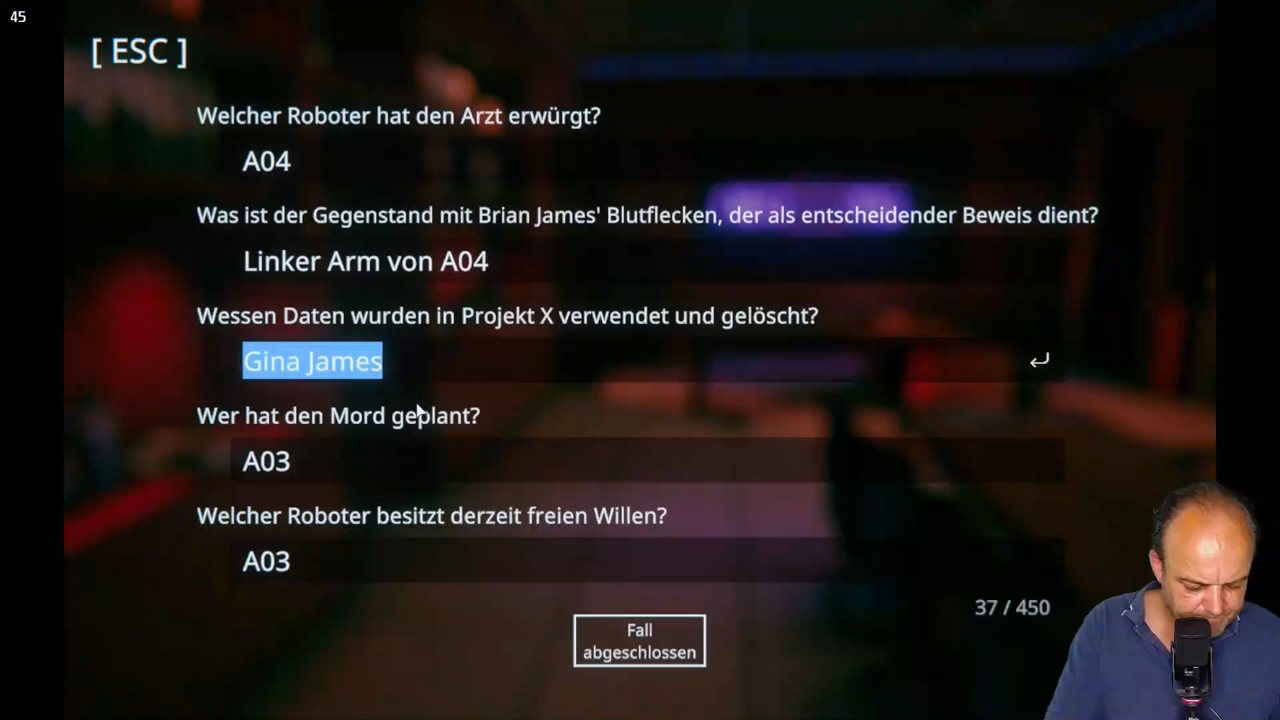 45
[ ESC ]
Welcher Roboter hat den Arzt erwürgt?
A04
Was ist der Gegenstand mit Brian James' Blutflecken, der als entscheidender Beweis dient?
Linker Arm von A04
Wessen Daten wurden in Projekt X verwendet und gelöscht?
Gina James
Wer hat den Mord geplant?
A03
Welcher Roboter besitzt derzeit freien Willen?
A03
37 / 450
Fall
abgeschlossen